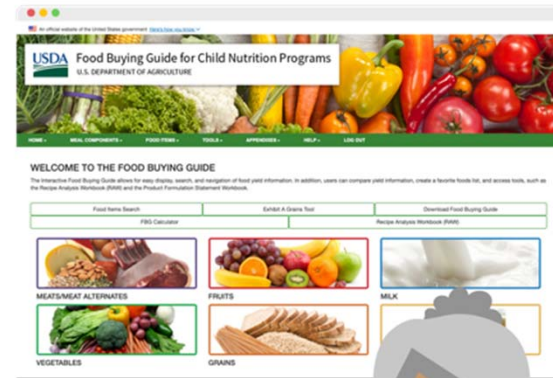 An official website of the United States government Here's how you know
USDA Food Buying Guide for Child Nutrition Programs
U.S. DEPARTMENT OF AGRICULTURE
HOME MEAL COMPONENTS FOOD ITEMS TOOLS APPENDIXES HELP LOG OUT
WELCOME TO THE FOOD BUYING GUIDE
The Interactive Food Buying Guide allows for easy display, search, and navigation of food yield information. In addition, users can compare yield information, create a favorite foods list, and access tools, such as
the Recipe Analysis Workbook (RAW) and the Product Formulation Statement Workbook.
Food Items Search Exhibit A Grains Tool Download Food Buying Guide
FBG Calculator Recipe Analysis Workbook (RAW)
MEATS/MEAT ALTERNATES FRUITS MILK
VEGETABLES GRAINS